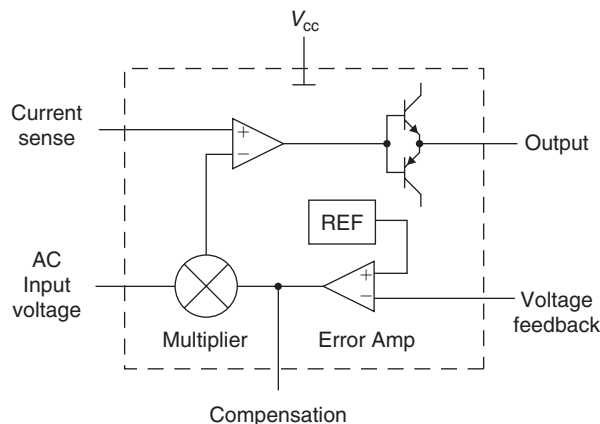 Vcc
Current
sense
+
−
Output
REF
AC
Input
voltage
+
−
Voltage
feedback
Multiplier
Error Amp
Compensation